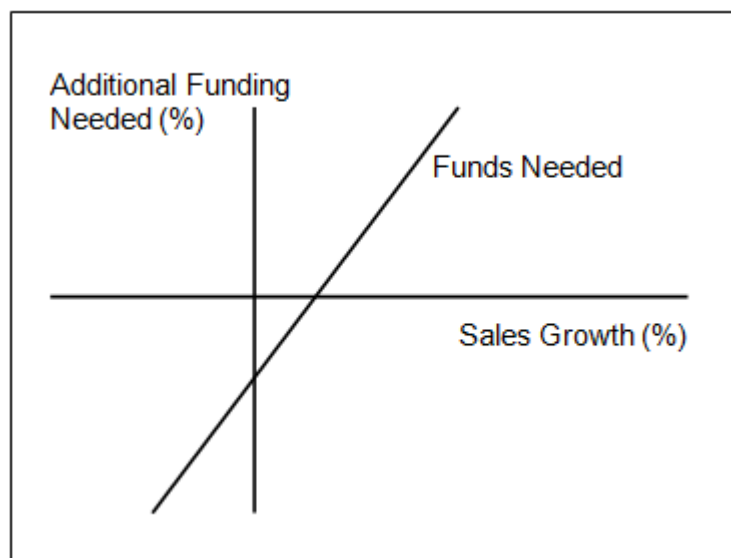 Additional Funding
Needed (%)
Funds Needed
Sales Growth (%)